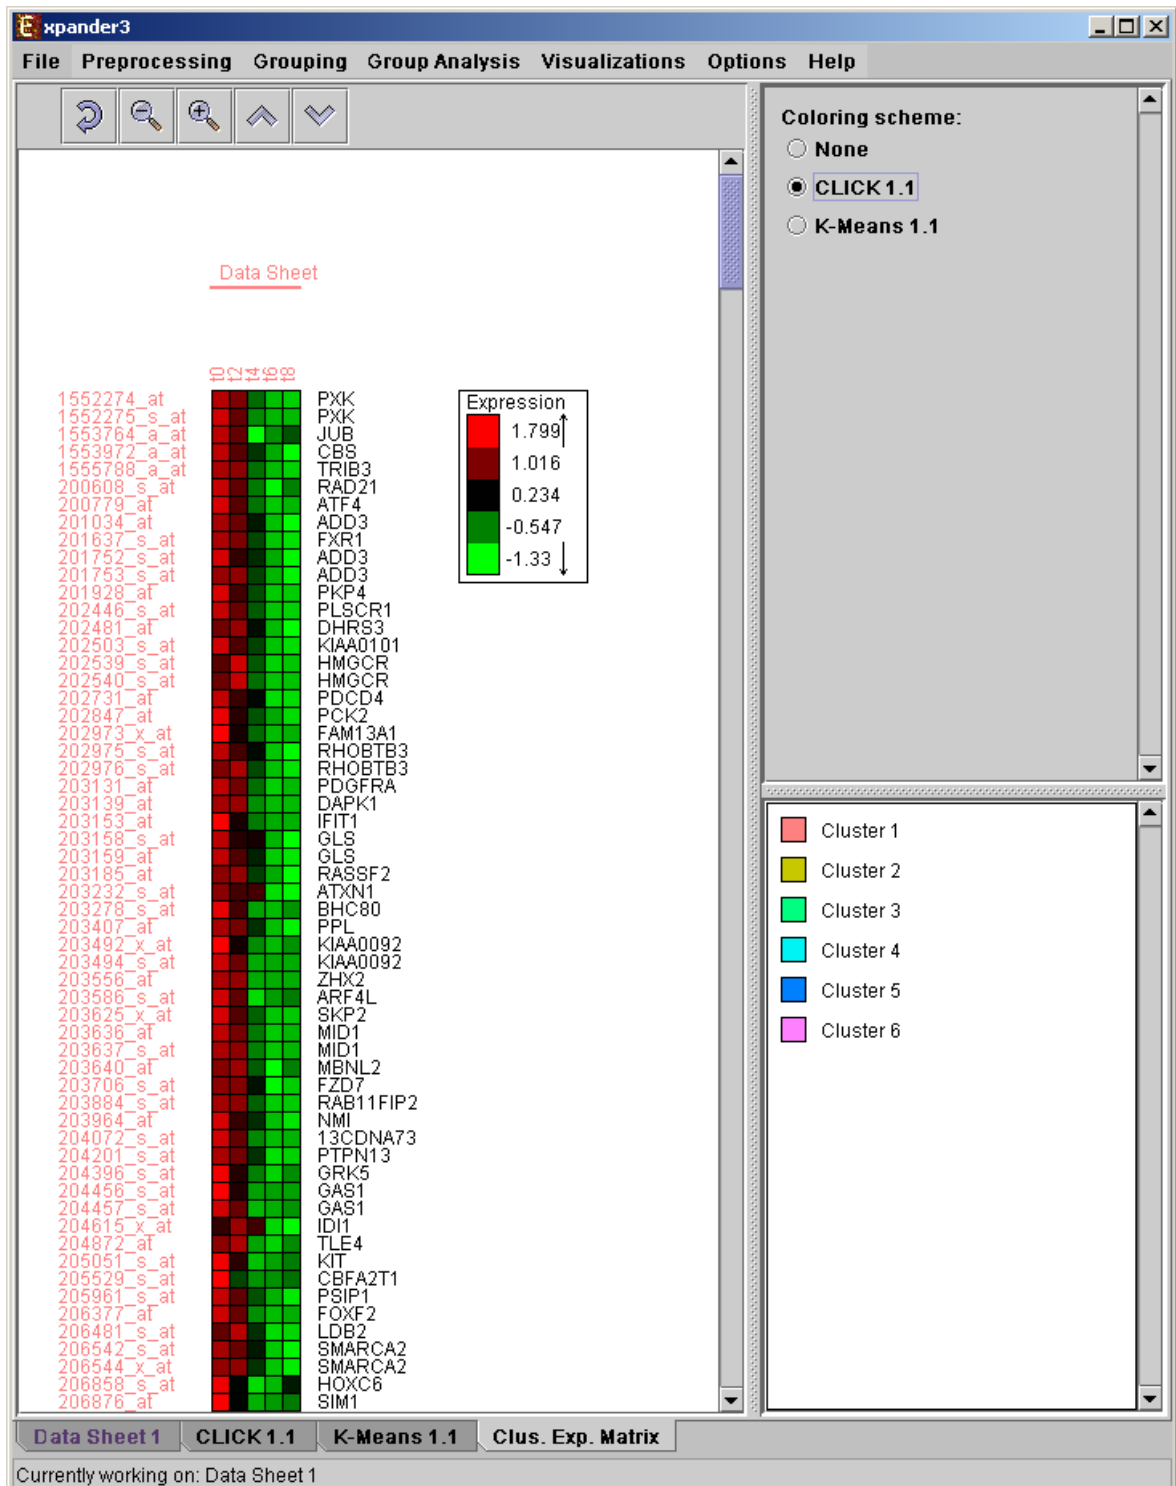 xpander3
File Preprocessing Grouping Group Analysis Visualizations Options Help
Coloring scheme:
None
CLICK 1.1
K-Means 1.1
Data Sheet
t0 t2 t4 t6 t8
1552274_at PXK
1552275_s_at PXK
1553764_a_at JUB
1553972_a_at CBS
1555788_a_at TRIB3
200608_s_at RAD21
200779_at ATF4
201034_at ADD3
201637_s_at FXR1
201752_s_at ADD3
201753_s_at ADD3
201928_at PKP4
202446_s_at PLSCR1
202481_at DHRS3
202503_s_at KIAA0101
202539_s_at HMGCR
202540_s_at HMGCR
202731_at PDCD4
202847_at PCK2
202973_x_at FAM13A1
202975_s_at RHOBTB3
202976_s_at RHOBTB3
203131_at PDGFRA
203139_at DAPK1
203153_at IFIT1
203158_s_at GLS
203159_at GLS
203185_at RASSF2
203232_s_at ATXN1
203278_s_at BHC80
203407_at PPL
203492_x_at KIAA0092
203494_s_at KIAA0092
203556_at ZHX2
203586_s_at ARF4L
203625_x_at SKP2
203636_at MID1
203637_s_at MID1
203640_at MBNL2
203706_s_at FZD7
203884_s_at RAB11FIP2
203964_at NMI
204072_s_at 13CDNA73
204201_s_at PTPN13
204396_s_at GRK5
204456_s_at GAS1
204457_s_at GAS1
204615_x_at IDI1
204872_at TLE4
205051_s_at KIT
205529_s_at CBFA2T1
205961_s_at PSIP1
206377_at FOXF2
206481_s_at LDB2
206542_s_at SMARCA2
206544_x_at SMARCA2
206858_s_at HOXC6
206876_at SIM1
Expression
1.799
1.016
0.234
-0.547
-1.33
Cluster 1
Cluster 2
Cluster 3
Cluster 4
Cluster 5
Cluster 6
Data Sheet 1 CLICK 1.1 K-Means 1.1 Clus. Exp. Matrix
Currently working on: Data Sheet 1